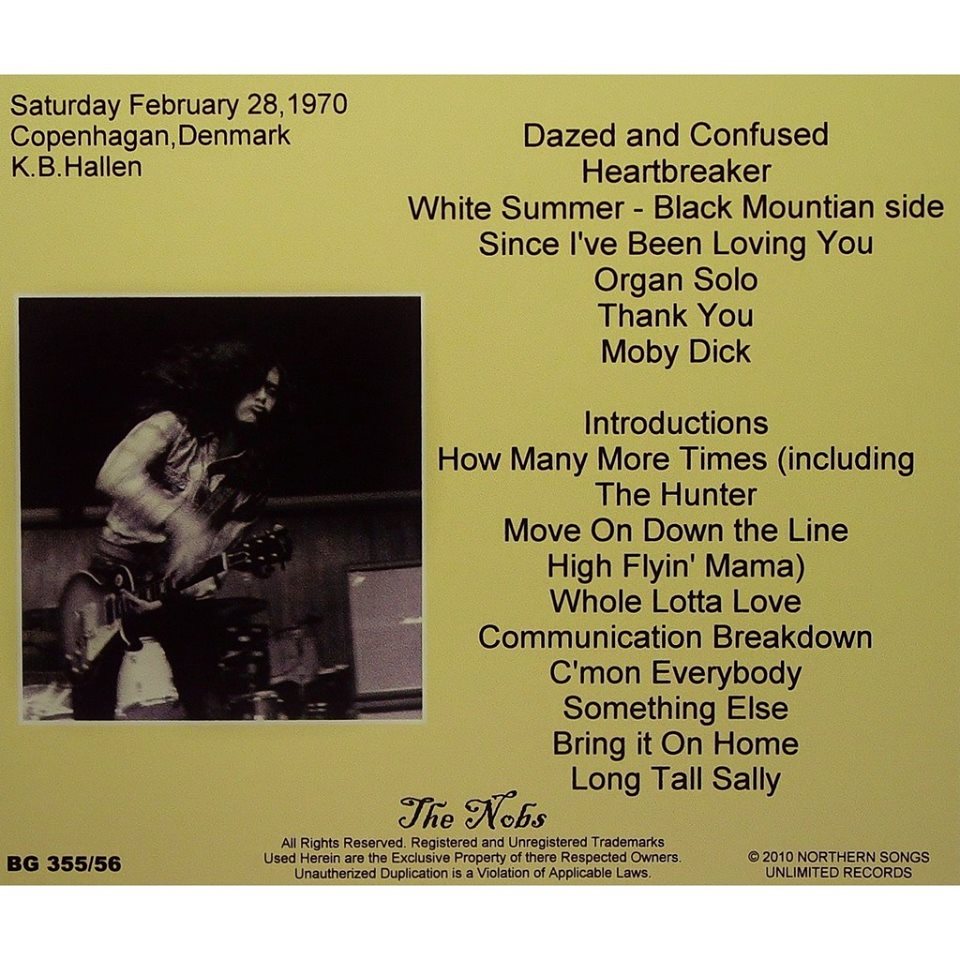 Saturday February 28,1970
Copenhagan,Denmark
K.B.Hallen
Dazed and Confused
Heartbreaker
White Summer - Black Mountian side
Since I've Been Loving You
Organ Solo
Thank You
Moby Dick
Introductions
How Many More Times (including
The Hunter
Move On Down the Line
High Flyin' Mama)
Whole Lotta Love
Communication Breakdown
C'mon Everybody
Something Else
Bring it On Home
Long Tall Sally
The Nobs
All Rights Reserved. Registered and Unregistered Trademarks
Used Herein are the Exclusive Property of there Respected Owners.
Unautherized Duplication is a Violation of Applicable Laws.
BG 355/56
© 2010 NORTHERN SONGS
UNLIMITED RECORDS